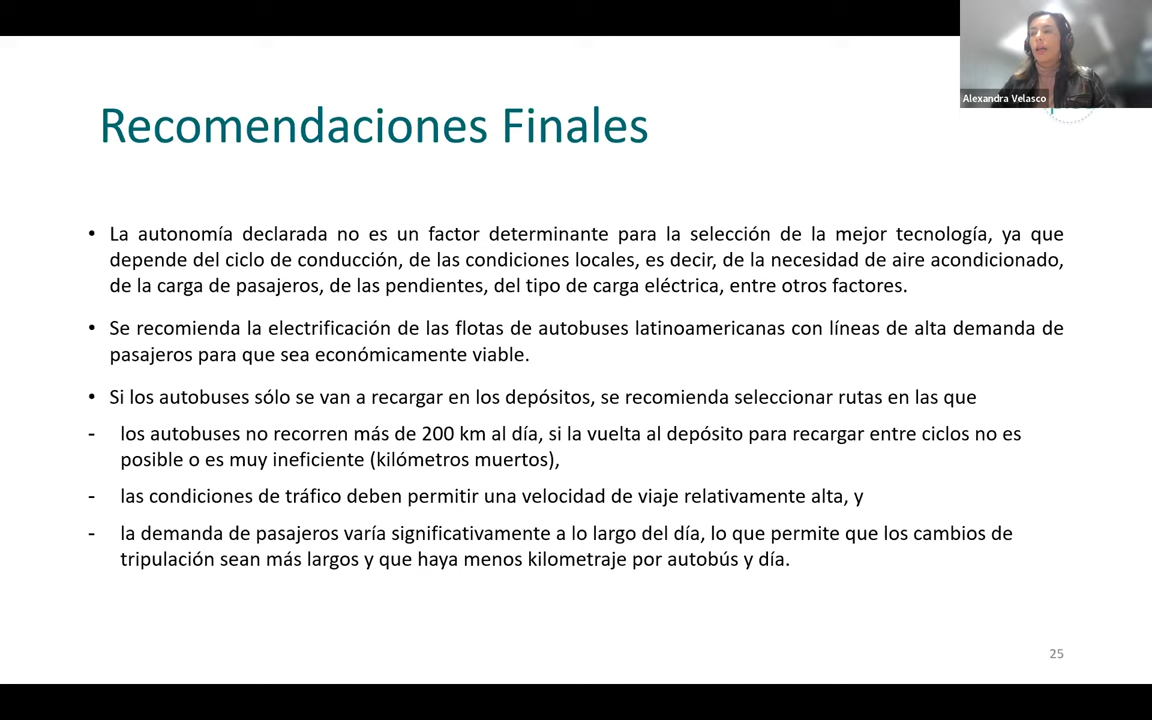 Alexandra Velasco
Recomendaciones Finales
• La autonomía declarada no es un factor determinante para la selección de la mejor tecnología, ya que
depende del ciclo de conducción, de las condiciones locales, es decir, de la necesidad de aire acondicionado,
de la carga de pasajeros, de las pendientes, del tipo de carga eléctrica, entre otros factores.
• Se recomienda la electrificación de las flotas de autobuses latinoamericanas con líneas de alta demanda de
pasajeros para que sea económicamente viable.
• Si los autobuses sólo se van a recargar en los depósitos, se recomienda seleccionar rutas en las que
- los autobuses no recorren más de 200 km al día, si la vuelta al depósito para recargar entre ciclos no es
posible o es muy ineficiente (kilómetros muertos),
- las condiciones de tráfico deben permitir una velocidad de viaje relativamente alta, y
- la demanda de pasajeros varía significativamente a lo largo del día, lo que permite que los cambios de
tripulación sean más largos y que haya menos kilometraje por autobús y día.
25